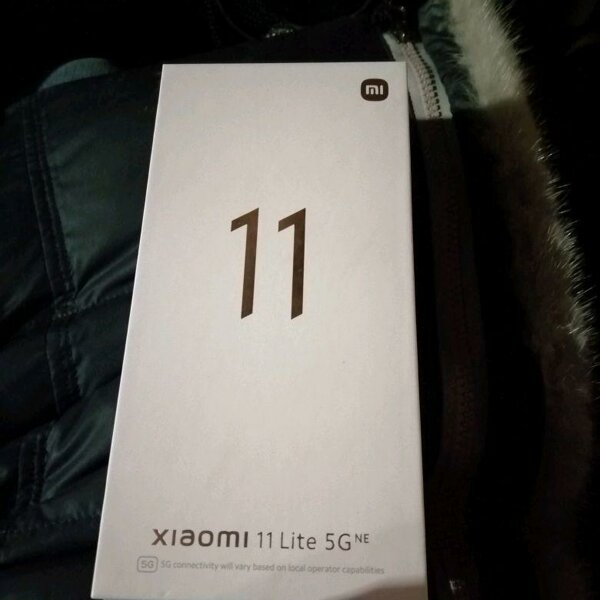 mi
11
xiaomi 11 Lite 5G NE
5G 5G connectivity will vary based on local operator capabilities